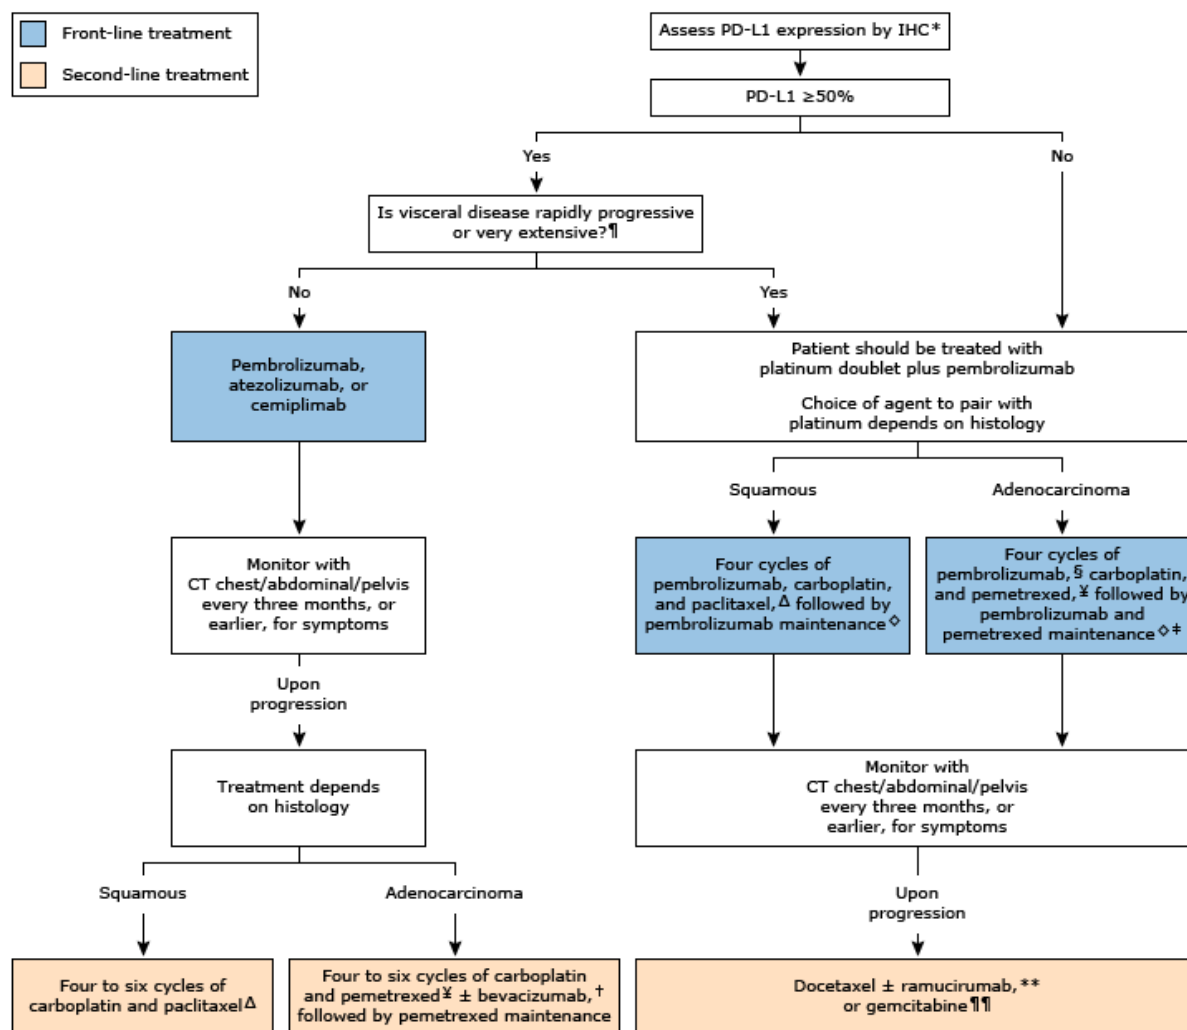 Front-line treatment
Second-line treatment
Assess PD-L1 expression by IHC*
PD-L1 ≥50%
Yes
No
Is visceral disease rapidly progressive
or very extensive?¶
No
Yes
Pembrolizumab,
atezolizumab, or
cemiplimab
Patient should be treated with
platinum doublet plus pembrolizumab
Choice of agent to pair with
platinum depends on histology
Squamous
Adenocarcinoma
Monitor with
CT chest/abdominal/pelvis
every three months, or
earlier, for symptoms
Four cycles of
pembrolizumab, carboplatin,
and paclitaxel,Δ followed by
pembrolizumab maintenance◇
Four cycles of
pembrolizumab,§ carboplatin,
and pemetrexed,¥ followed by
pembrolizumab and
pemetrexed maintenance◇‡
Upon
progression
Treatment depends
on histology
Monitor with
CT chest/abdominal/pelvis
every three months, or
earlier, for symptoms
Squamous
Adenocarcinoma
Upon
progression
Four to six cycles of
carboplatin and paclitaxelΔ
Four to six cycles of carboplatin
and pemetrexed¥ ± bevacizumab,†
followed by pemetrexed maintenance
Docetaxel ± ramucirumab,**
or gemcitabine¶¶